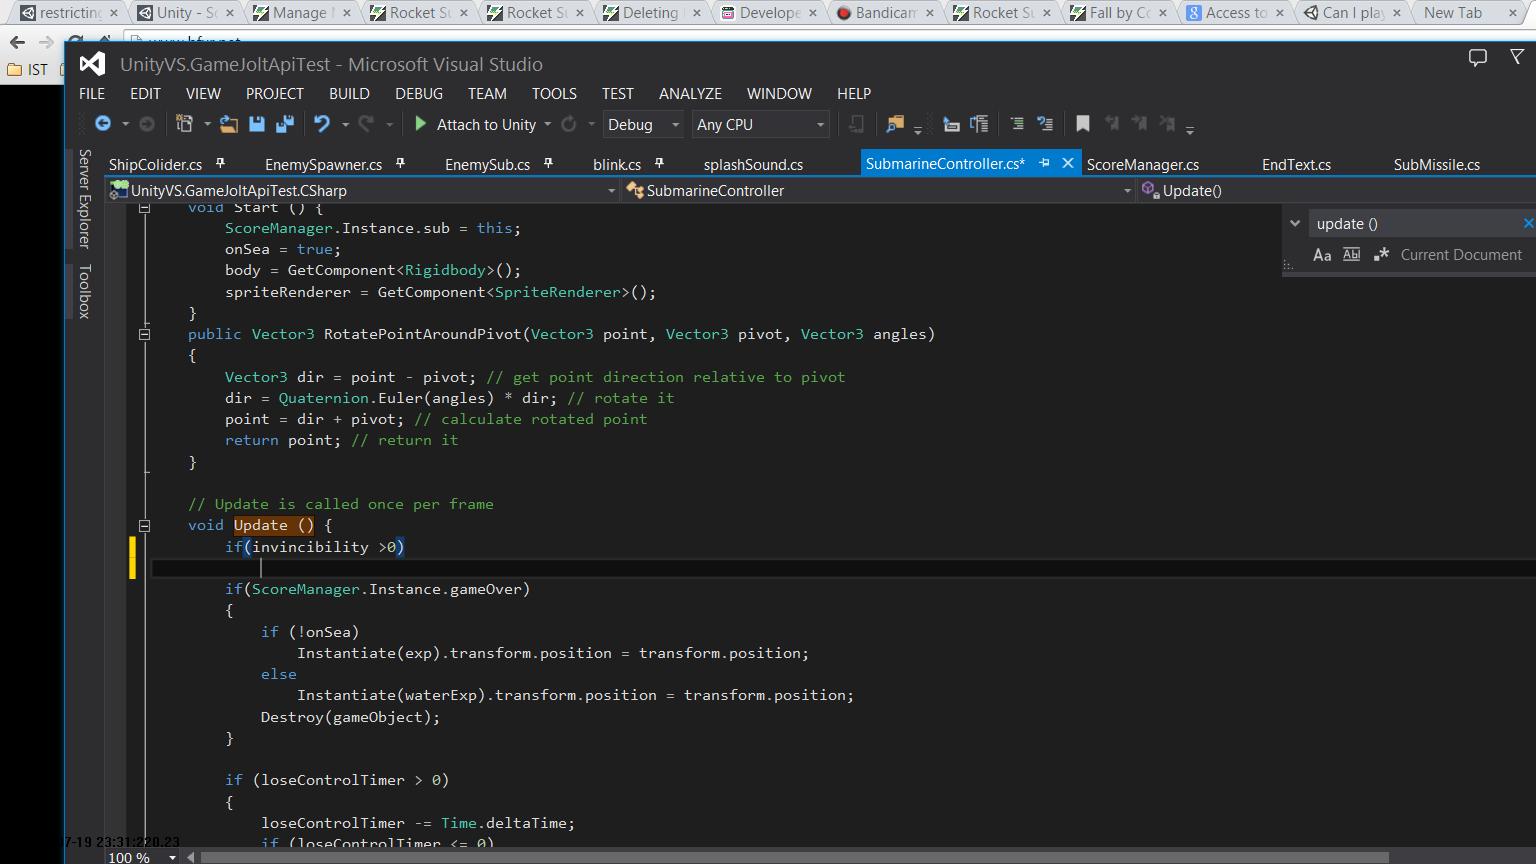 restricting
Unity - Sc
Manage
Rocket Su
Rocket Su
Deleting
Develope
Bandicam
Rocket Su
Fall by Co
Access to
Can I play
New Tab
IST
UnityVS.GameJoltApiTest - Microsoft Visual Studio
FILE EDIT VIEW PROJECT BUILD DEBUG TEAM TOOLS TEST ANALYZE WINDOW HELP
Attach to Unity Debug Any CPU
Server Explorer
Toolbox
ShipColider.cs EnemySpawner.cs EnemySub.cs blink.cs splashSound.cs SubmarineController.cs* ScoreManager.cs EndText.cs SubMissile.cs
UnityVS.GameJoltApiTest.CSharp SubmarineController Update()
update ()
Aa Abl Current Document
void Start () {
ScoreManager.Instance.sub = this;
onSea = true;
body = GetComponent<Rigidbody>();
spriteRenderer = GetComponent<SpriteRenderer>();
}
public Vector3 RotatePointAroundPivot(Vector3 point, Vector3 pivot, Vector3 angles)
{
Vector3 dir = point - pivot; // get point direction relative to pivot
dir = Quaternion.Euler(angles) * dir; // rotate it
point = dir + pivot; // calculate rotated point
return point; // return it
}
// Update is called once per frame
void Update () {
if(invincibility >0)
if(ScoreManager.Instance.gameOver)
{
if (!onSea)
Instantiate(exp).transform.position = transform.position;
else
Instantiate(waterExp).transform.position = transform.position;
Destroy(gameObject);
}
if (loseControlTimer > 0)
{
loseControlTimer -= Time.deltaTime;
if (loseControlTimer <= 0)
7-19 23:31:220.23
100 %